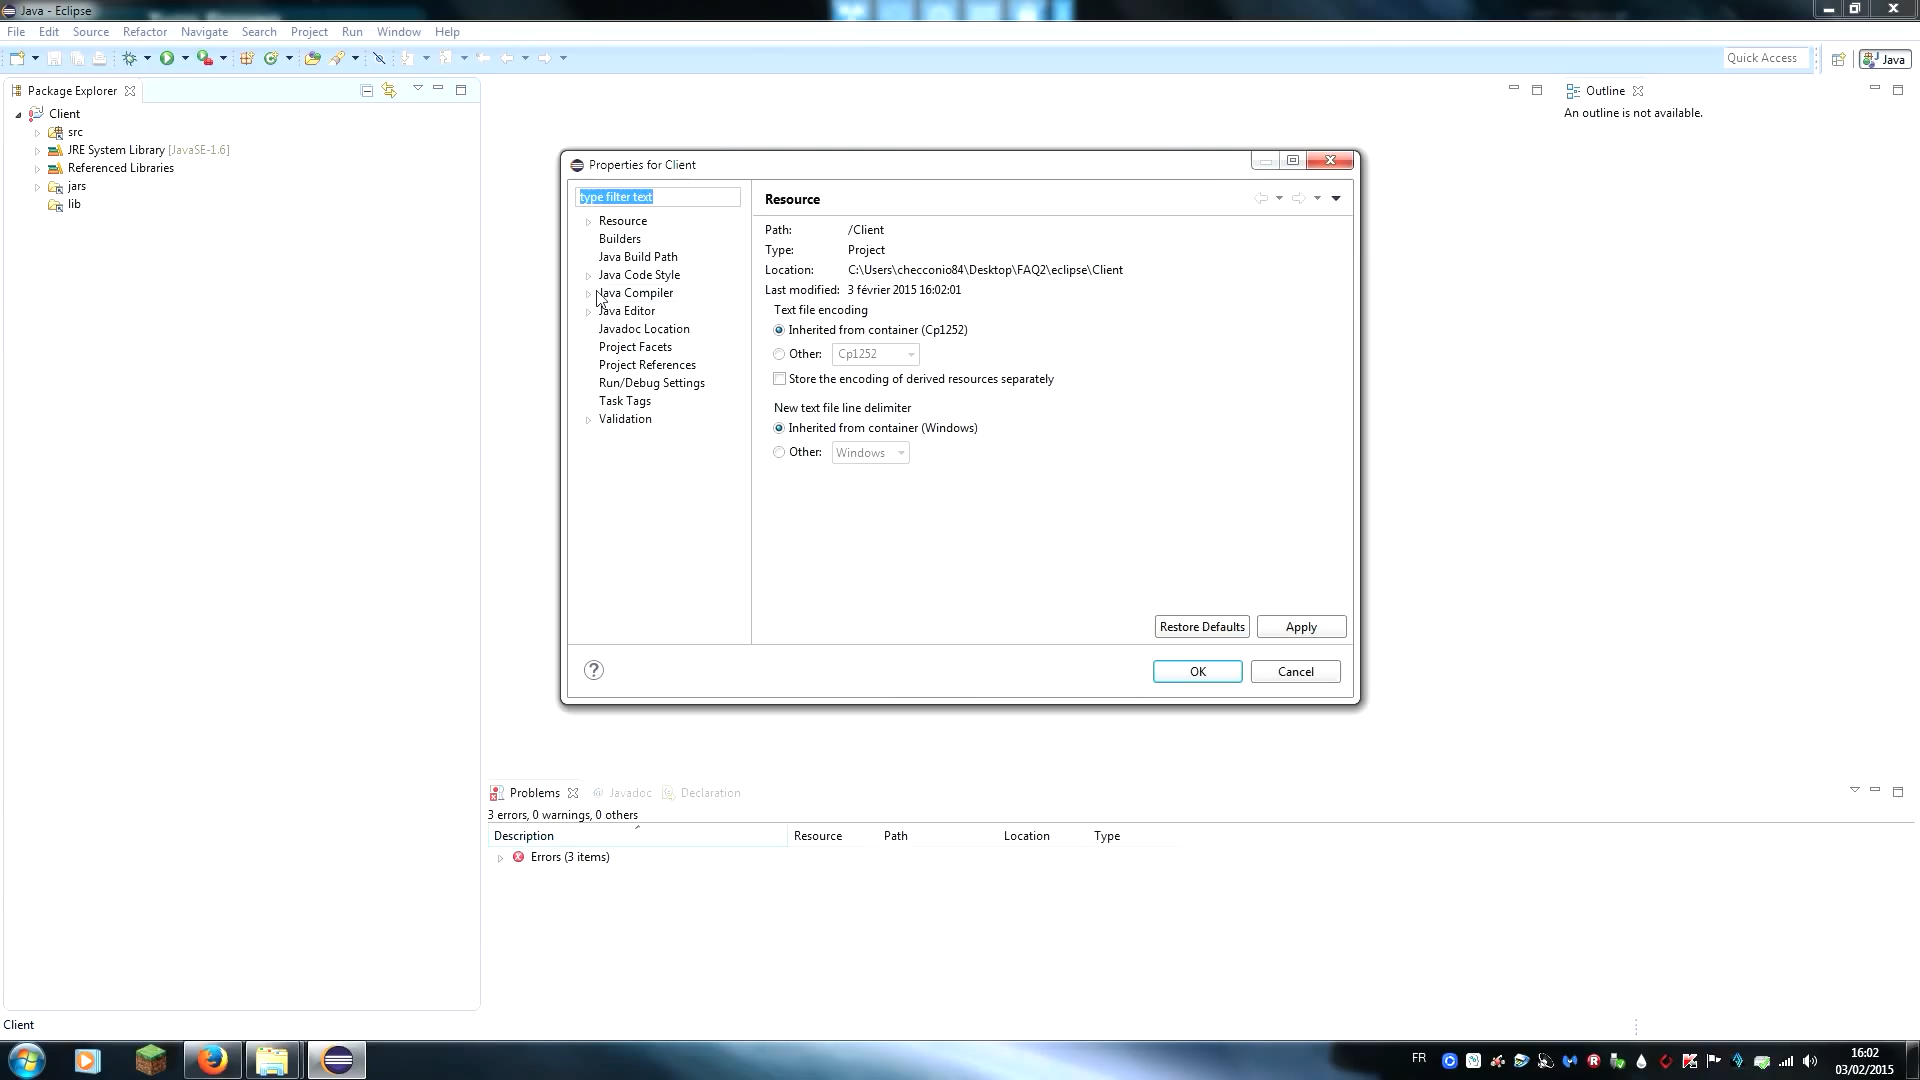 Java - Eclipse
File Edit Source Refactor Navigate Search Project Run Window Help
Quick Access
Java
Package Explorer
Client
src
JRE System Library [JavaSE-1.6]
Referenced Libraries
jars
lib
Outline
An outline is not available.
Properties for Client
type filter text
Resource
Builders
Java Build Path
Java Code Style
Java Compiler
Java Editor
Javadoc Location
Project Facets
Project References
Run/Debug Settings
Task Tags
Validation
Resource
Path: /Client
Type: Project
Location: C:\Users\checconio84\Desktop\FAQ2\eclipse\Client
Last modified: 3 février 2015 16:02:01
Text file encoding
Inherited from container (Cp1252)
Other: Cp1252
Store the encoding of derived resources separately
New text file line delimiter
Inherited from container (Windows)
Other: Windows
Restore Defaults Apply
OK Cancel
Problems Javadoc Declaration
3 errors, 0 warnings, 0 others
Description Resource Path Location Type
Errors (3 items)
Client
FR
16:02
03/02/2015